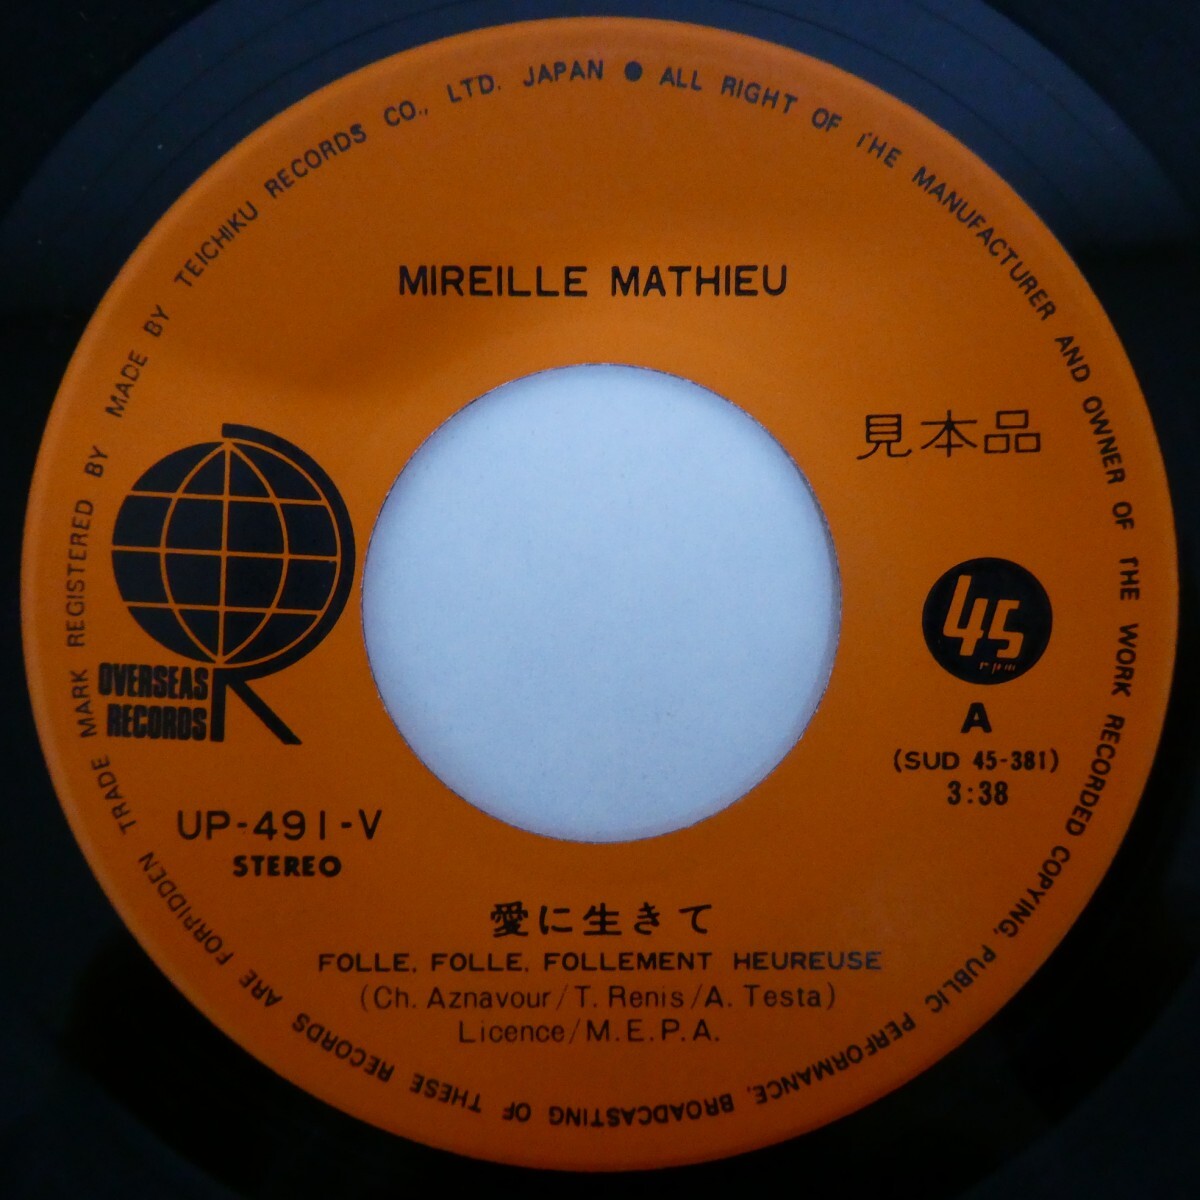 TRADE MARK REGISTERED BY MADE BY TEICHIKU RECORDS CO., LTD. JAPAN ● ALL RIGHT OF THE MANUFACTURER AND OWNER OF THE WORK RECORDED COPYING, PUBLIC PERFORMANCE, BROADCASTING OF THESE RECORDS ARE FORPIDDEN
MIREILLE MATHIEU
見本品
45
rpm
OVERSEAS
RECORDS
R
A
(SUD 45-381)
3:38
UP-491-V
STEREO
愛に生きて
FOLLE, FOLLE, FOLLEMENT HEUREUSE
(Ch. Aznavour/T. Renis/A. Testa)
Licence/M.E.P.A.